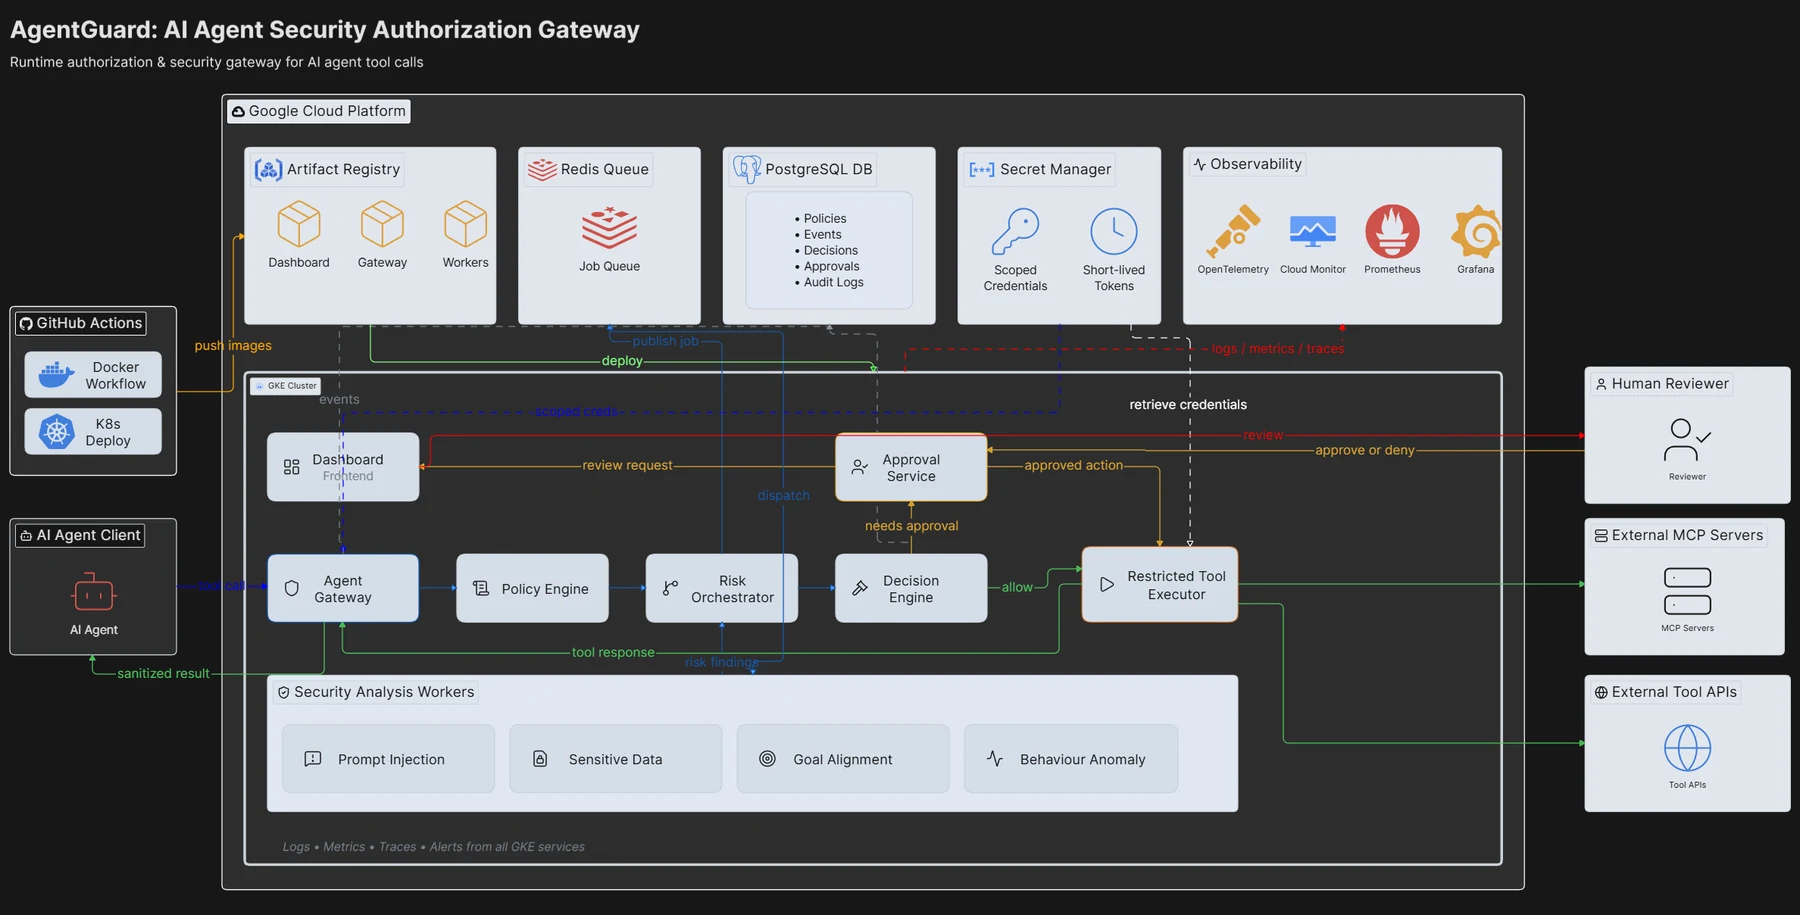 AgentGuard: AI Agent Security Authorization Gateway
Runtime authorization & security gateway for AI agent tool calls
Google Cloud Platform
Artifact Registry
Dashboard
Gateway
Workers
Redis Queue
Job Queue
PostgreSQL DB
• Policies
• Events
• Decisions
• Approvals
• Audit Logs
Secret Manager
Scoped
Credentials
Short-lived
Tokens
Observability
OpenTelemetry
Cloud Monitor
Prometheus
Grafana
GitHub Actions
Docker
Workflow
K8s
Deploy
push images
publish job
deploy
logs / metrics / traces
GKE Cluster
events
scoped creds
retrieve credentials
Human Reviewer
Reviewer
review
approve or deny
Dashboard
Frontend
review request
Approval
Service
approved action
dispatch
needs approval
AI Agent Client
AI Agent
tool call
Agent
Gateway
Policy Engine
Risk
Orchestrator
Decision
Engine
allow
Restricted Tool
Executor
External MCP Servers
MCP Servers
tool response
risk findings
sanitized result
Security Analysis Workers
Prompt Injection
Sensitive Data
Goal Alignment
Behaviour Anomaly
External Tool APIs
Tool APIs
Logs • Metrics • Traces • Alerts from all GKE services